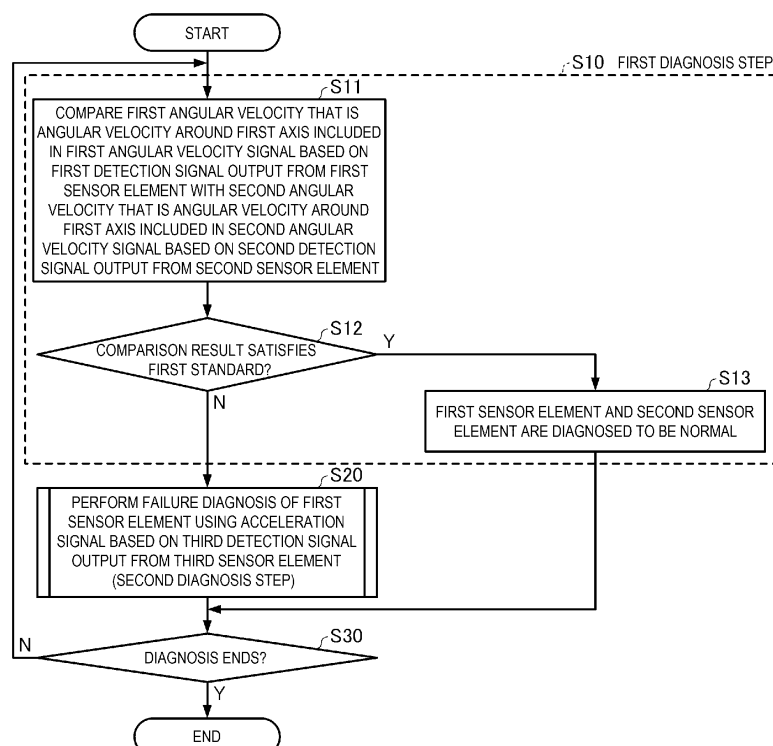 START
S10 FIRST DIAGNOSIS STEP
S11
COMPARE FIRST ANGULAR VELOCITY THAT IS
ANGULAR VELOCITY AROUND FIRST AXIS INCLUDED
IN FIRST ANGULAR VELOCITY SIGNAL BASED ON
FIRST DETECTION SIGNAL OUTPUT FROM FIRST
SENSOR ELEMENT WITH SECOND ANGULAR
VELOCITY THAT IS ANGULAR VELOCITY AROUND
FIRST AXIS INCLUDED IN SECOND ANGULAR
VELOCITY SIGNAL BASED ON SECOND DETECTION
SIGNAL OUTPUT FROM SECOND SENSOR ELEMENT
S12
COMPARISON RESULT SATISFIES
FIRST STANDARD?
Y
N
S13
FIRST SENSOR ELEMENT AND SECOND SENSOR
ELEMENT ARE DIAGNOSED TO BE NORMAL
S20
PERFORM FAILURE DIAGNOSIS OF FIRST
SENSOR ELEMENT USING ACCELERATION
SIGNAL BASED ON THIRD DETECTION SIGNAL
OUTPUT FROM THIRD SENSOR ELEMENT
(SECOND DIAGNOSIS STEP)
S30
N
DIAGNOSIS ENDS?
Y
END